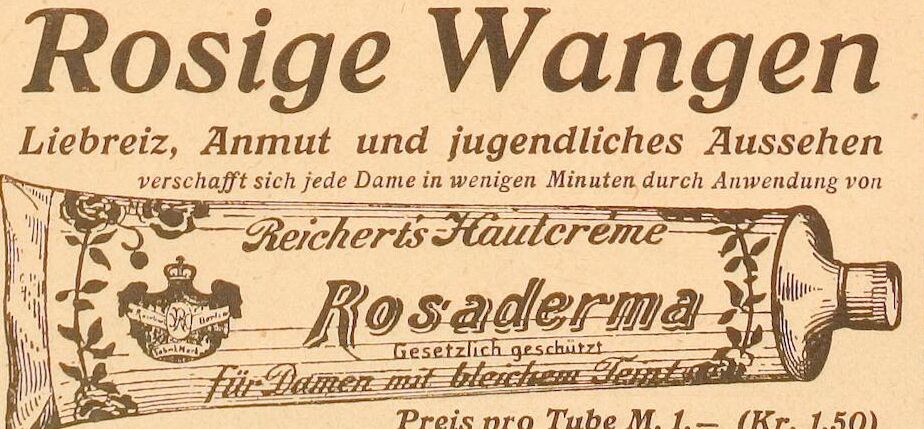 Rosige Wangen
Liebreiz, Anmut und jugendliches Aussehen
verschafft sich jede Dame in wenigen Minuten durch Anwendung von
Reichert's Hautcrème
Rosaderma
Gesetzlich geschützt
für Damen mit bleichem Teint
Preis pro Tube M. 1.— (Kr. 1.50)